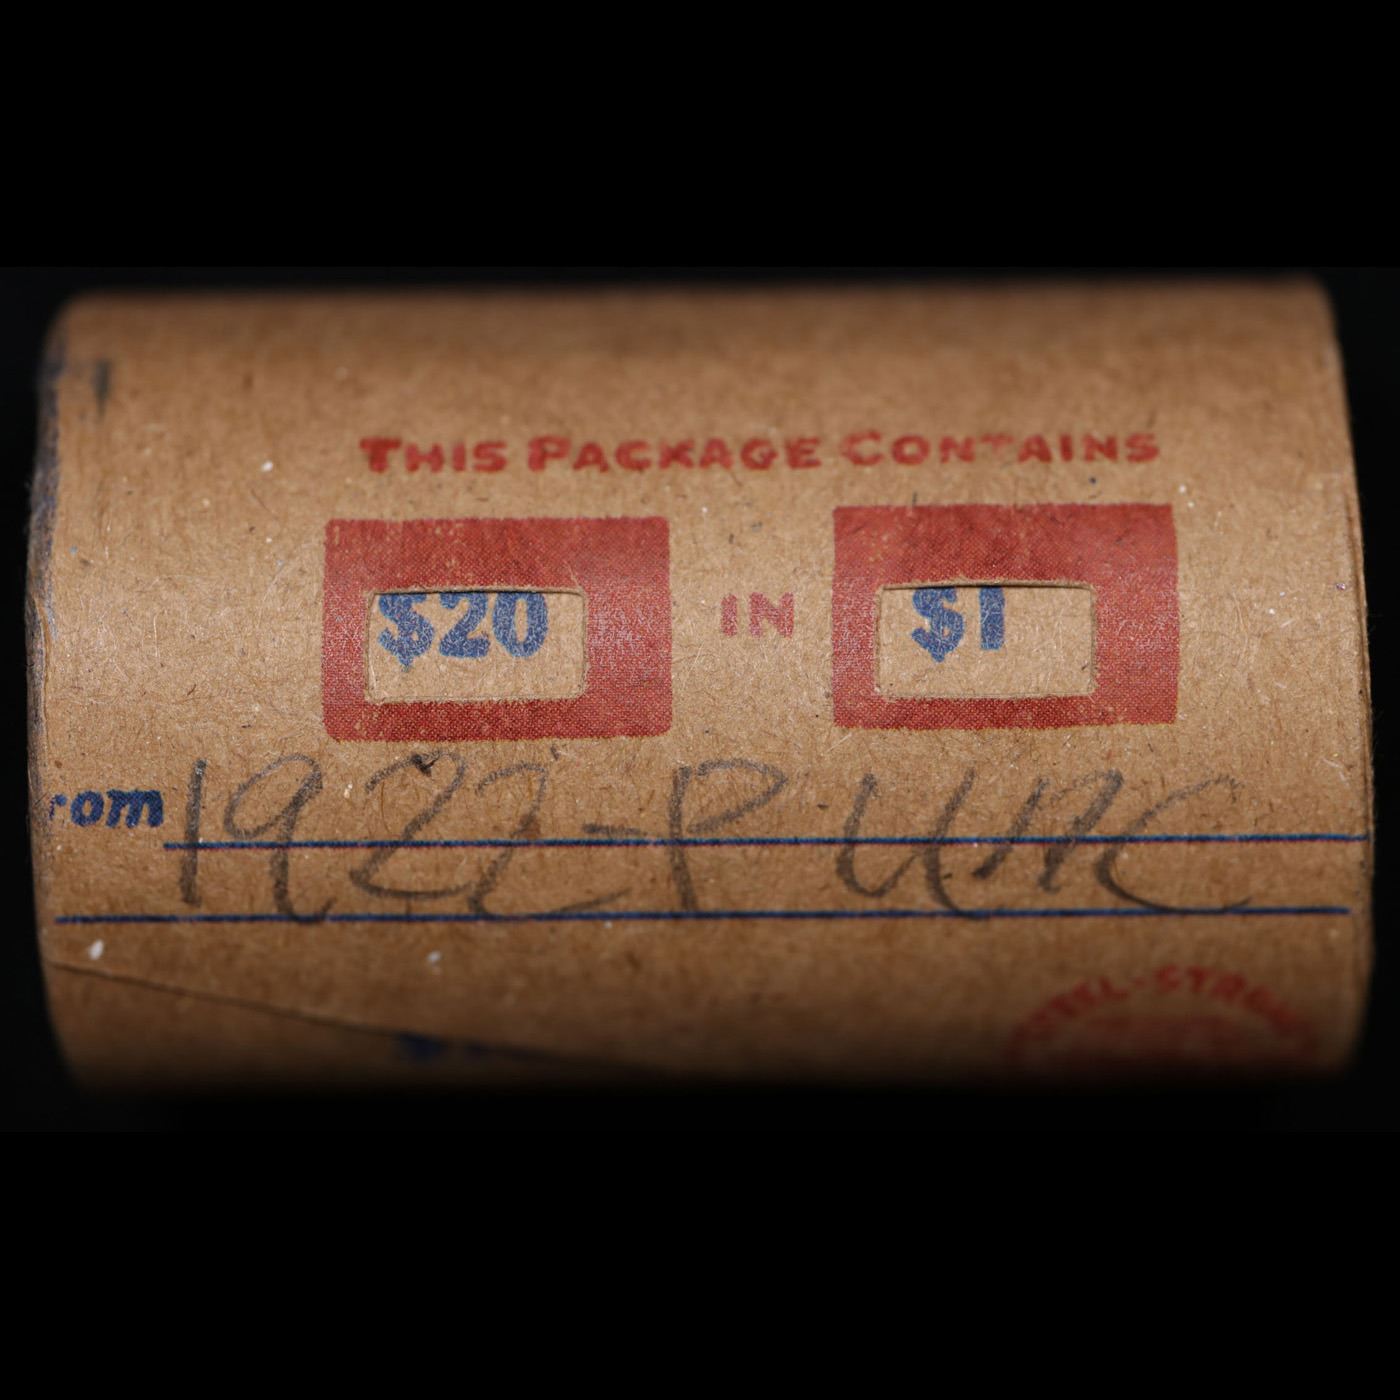 THIS PACKAGE CONTAINS
$20 IN $1
rom 1922-P UNC